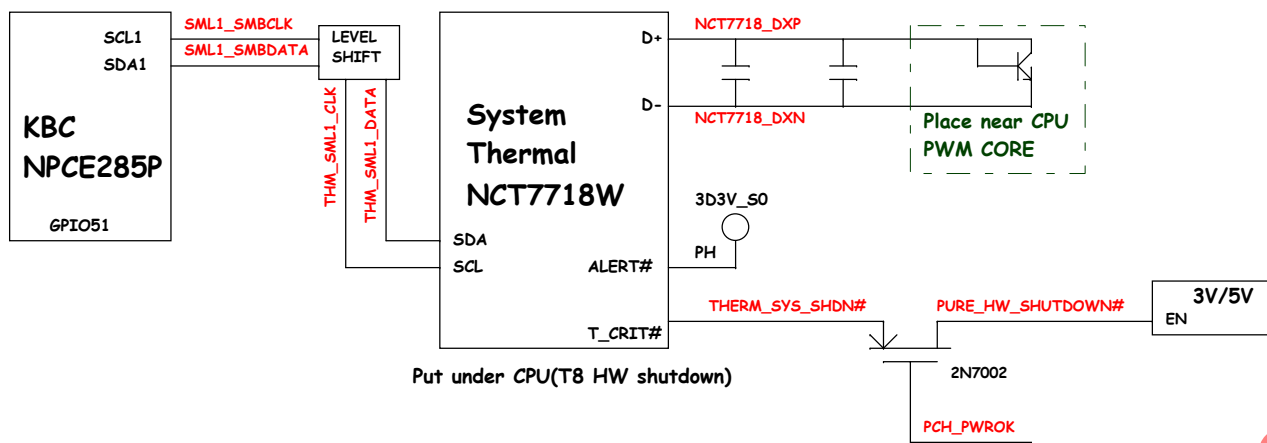 KBC
NPCE285P
SCL1
SDA1
GPIO51
SML1_SMBCLK
SML1_SMBDATA
LEVEL
SHIFT
THM_SML1_CLK
THM_SML1_DATA
System
Thermal
NCT7718W
D+
D-
SDA
SCL
ALERT#
T_CRIT#
Put under CPU(T8 HW shutdown)
NCT7718_DXP
NCT7718_DXN
Place near CPU
PWM CORE
3D3V_S0
PH
THERM_SYS_SHDN#
PURE_HW_SHUTDOWN#
3V/5V
EN
2N7002
PCH_PWROK